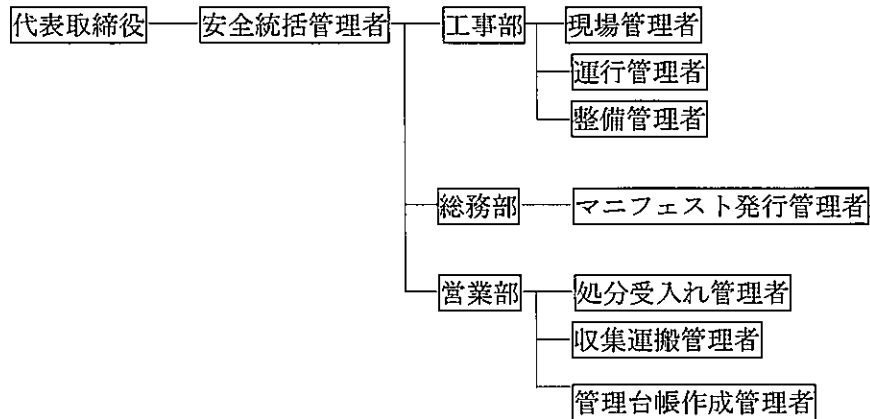 代表取締役 安全統括管理者 工事部 現場管理者
運行管理者
整備管理者
総務部 マニフェスト発行管理者
営業部 処分受入れ管理者
収集運搬管理者
管理台帳作成管理者